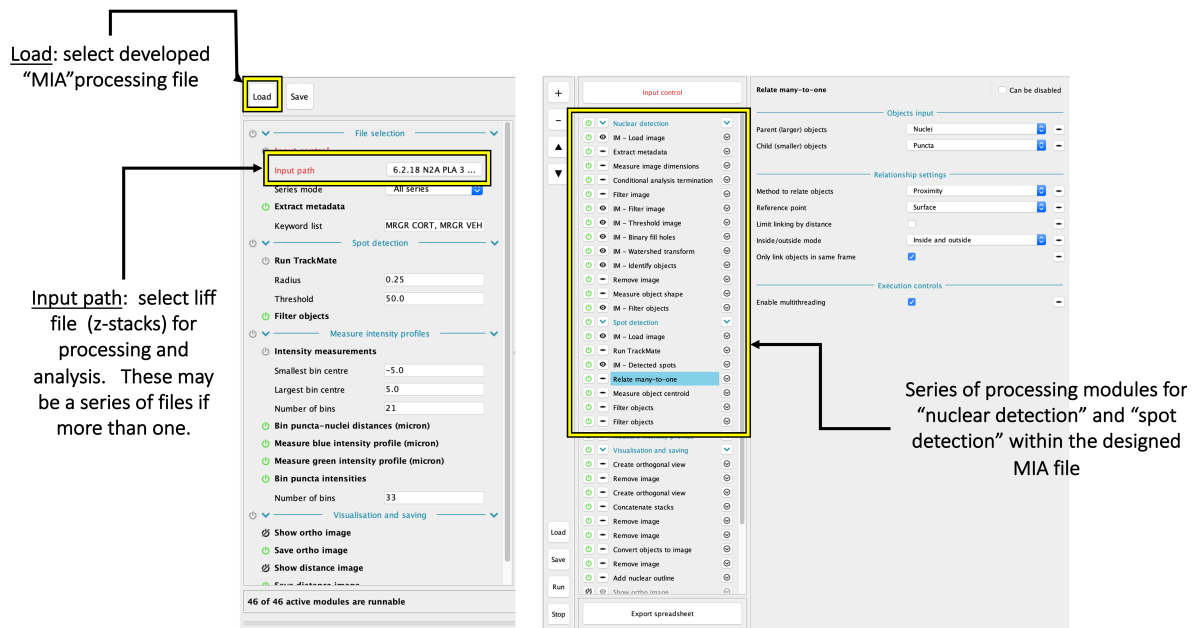 Load: select developed
“MIA”processing file
Input path: select liff
file (z-stacks) for
processing and
analysis. These may
be a series of files if
more than one.
Load
Save
File selection
Input control
Input path
6.2.18 N2A PLA 3 ...
Series mode
All series
Extract metadata
Keyword list
MRGR CORT, MRGR VEH
Spot detection
Run TrackMate
Radius
0.25
Threshold
50.0
Filter objects
Measure intensity profiles
Intensity measurements
Smallest bin centre
-5.0
Largest bin centre
5.0
Number of bins
21
Bin puncta-nuclei distances (micron)
Measure blue intensity profile (micron)
Measure green intensity profile (micron)
Bin puncta intensities
Number of bins
33
Visualisation and saving
Show ortho image
Save ortho image
Show distance image
Save distance image
46 of 46 active modules are runnable
+
-
▲
▼
Load
Save
Run
Stop
Input control
Nuclear detection
IM - Load image
Extract metadata
Measure image dimensions
Conditional analysis termination
Filter image
IM - Filter image
IM - Threshold image
IM - Binary fill holes
IM - Watershed transform
IM - Identify objects
Remove image
Measure object shape
IM - Filter objects
Spot detection
IM - Load image
Run TrackMate
IM - Detected spots
Relate many-to-one
Measure object centroid
Filter objects
Filter objects
Measure intensity profiles
Visualisation and saving
Create orthogonal view
Remove image
Create orthogonal view
Concatenate stacks
Remove image
Remove image
Convert objects to image
Remove image
Add nuclear outline
Show ortho image
Export spreadsheet
Relate many-to-one
Can be disabled
Objects input
Parent (larger) objects
Nuclei
Child (smaller) objects
Puncta
Relationship settings
Method to relate objects
Proximity
Reference point
Surface
Limit linking by distance
Inside/outside mode
Inside and outside
Only link objects in same frame
Execution controls
Enable multithreading
Series of processing modules for
“nuclear detection” and “spot
detection” within the designed
MIA file